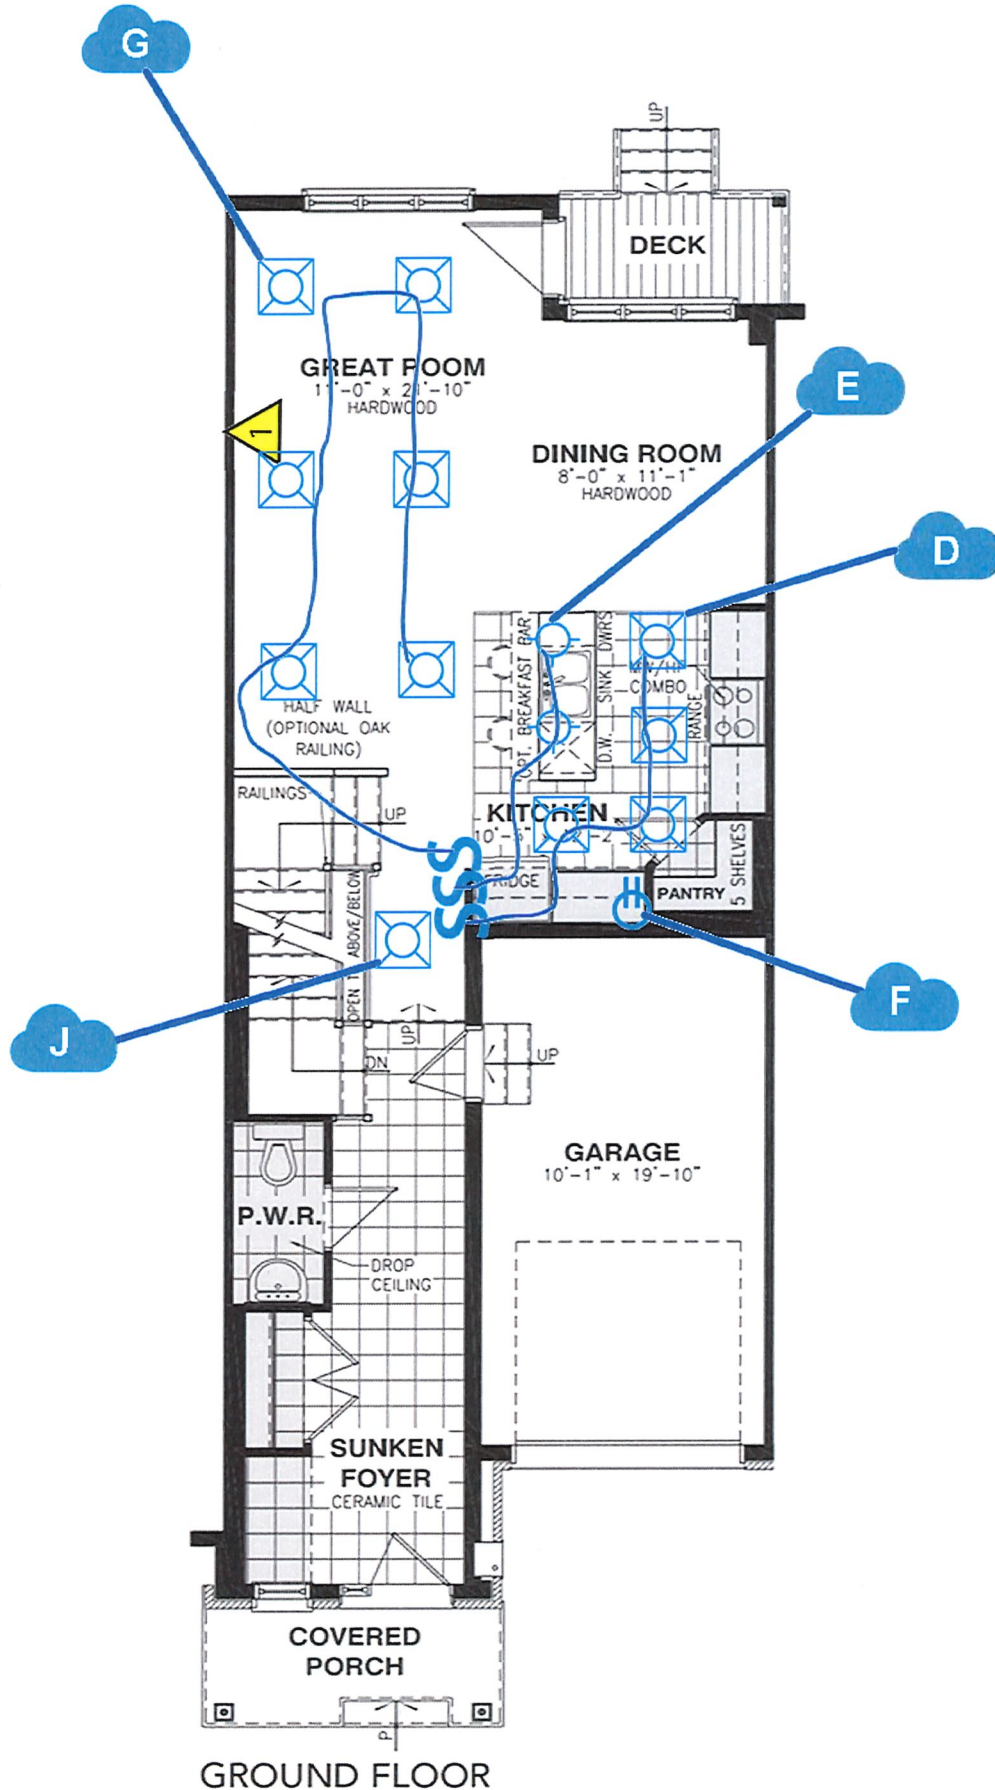 G
UP
DECK
GREAT ROOM
HARDWOOD
E
1
DINING ROOM
8'-0" x 11'-1"
HARDWOOD
D
OPT. BREAKFAST BAR
SINK
DWRS
COMBO
D.W.
RANGE
HALF WALL
(OPTIONAL OAK
RAILING)
RAILINGS
UP
KITCHEN
FRIDGE
PANTRY
5 SHELVES
S
S
S
OPEN TO ABOVE/BELOW
F
J
UP
DN
UP
GARAGE
10'-1" x 19'-10"
P.W.R.
DROP
CEILING
SUNKEN
FOYER
CERAMIC TILE
COVERED
PORCH
P
GROUND FLOOR